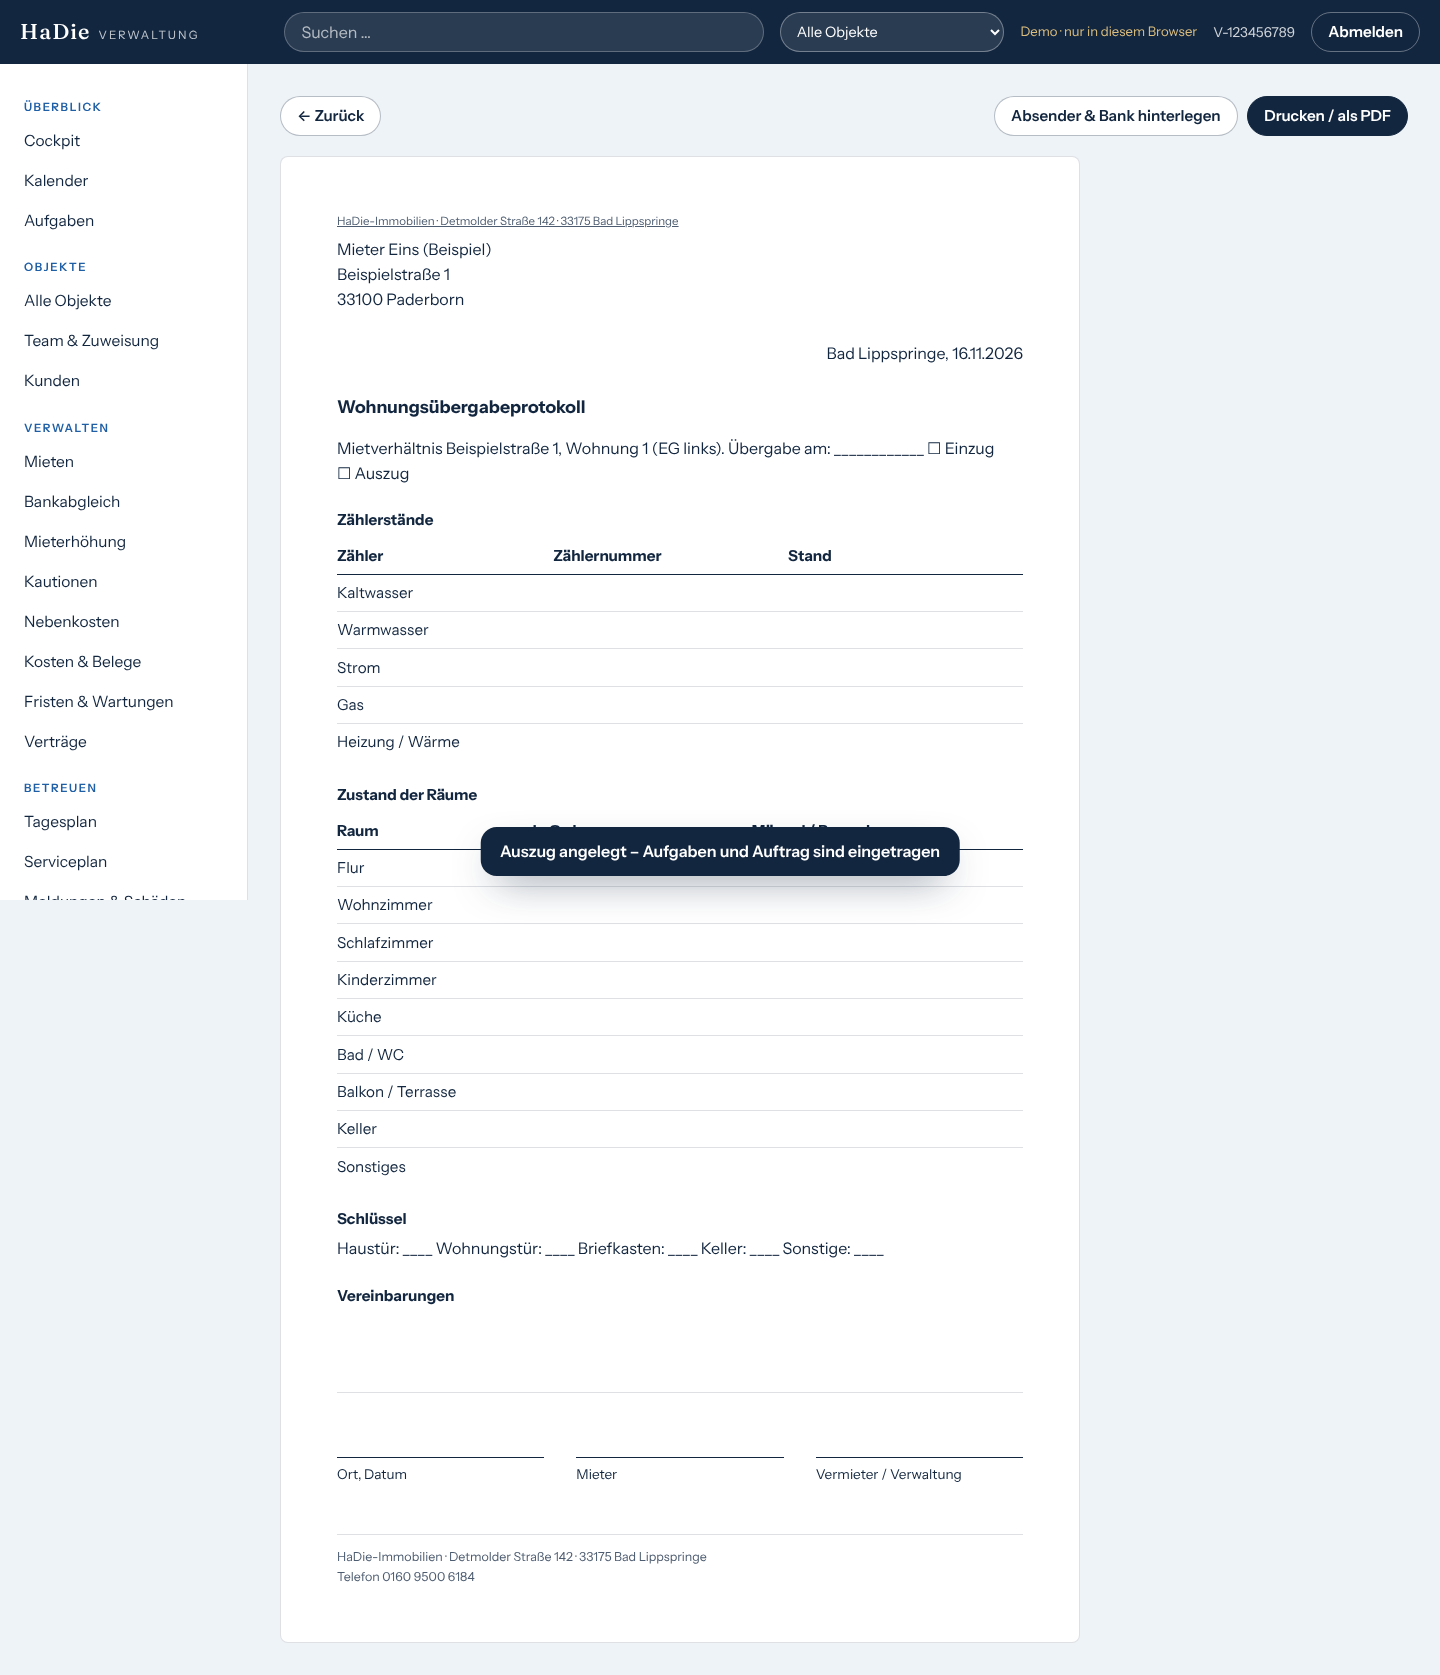 HaDie VERWALTUNG
Suchen ...
Alle Objekte
Demo · nur in diesem Browser
V-123456789
Abmelden
ÜBERBLICK
Cockpit
Kalender
Aufgaben
OBJEKTE
Alle Objekte
Team & Zuweisung
Kunden
VERWALTEN
Mieten
Bankabgleich
Mieterhöhung
Kautionen
Nebenkosten
Kosten & Belege
Fristen & Wartungen
Verträge
BETREUEN
Tagesplan
Serviceplan
Meldungen & Schäden
← Zurück
Absender & Bank hinterlegen
Drucken / als PDF
HaDie-Immobilien · Detmolder Straße 142 · 33175 Bad Lippspringe
Mieter Eins (Beispiel)
Beispielstraße 1
33100 Paderborn
Bad Lippspringe, 16.11.2026
Wohnungsübergabeprotokoll
Mietverhältnis Beispielstraße 1, Wohnung 1 (EG links). Übergabe am: ____________ ☐ Einzug
☐ Auszug
Zählerstände
Zähler Zählernummer Stand
Kaltwasser
Warmwasser
Strom
Gas
Heizung / Wärme
Zustand der Räume
Raum
Auszug angelegt – Aufgaben und Auftrag sind eingetragen
Flur
Wohnzimmer
Schlafzimmer
Kinderzimmer
Küche
Bad / WC
Balkon / Terrasse
Keller
Sonstiges
Schlüssel
Haustür: ____ Wohnungstür: ____ Briefkasten: ____ Keller: ____ Sonstige: ____
Vereinbarungen
Ort, Datum
Mieter
Vermieter / Verwaltung
HaDie-Immobilien · Detmolder Straße 142 · 33175 Bad Lippspringe
Telefon 0160 9500 6184